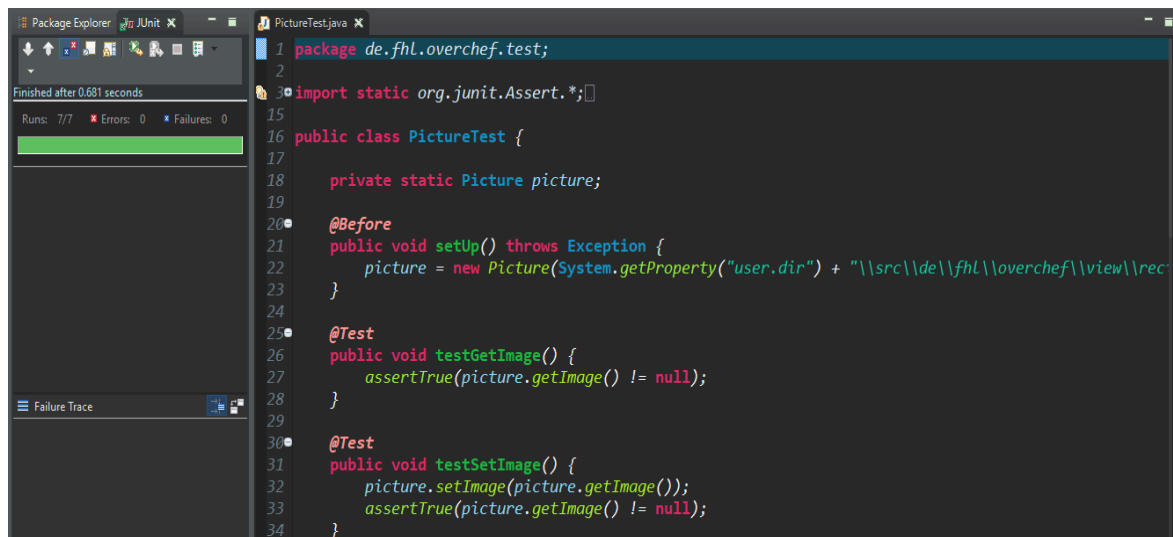 Package Explorer JUnit
Finished after 0.681 seconds
Runs: 7/7 Errors: 0 Failures: 0
Failure Trace
PictureTest.java
1 package de.fhl.overchef.test;
2
3 import static org.junit.Assert.*;
15
16 public class PictureTest {
17
18 private static Picture picture;
19
20 @Before
21 public void setUp() throws Exception {
22 picture = new Picture(System.getProperty("user.dir") + "\\src\\de\\fhl\\overchef\\view\\rec
23 }
24
25 @Test
26 public void testGetImage() {
27 assertTrue(picture.getImage() != null);
28 }
29
30 @Test
31 public void testSetImage() {
32 picture.setImage(picture.getImage());
33 assertTrue(picture.getImage() != null);
34 }